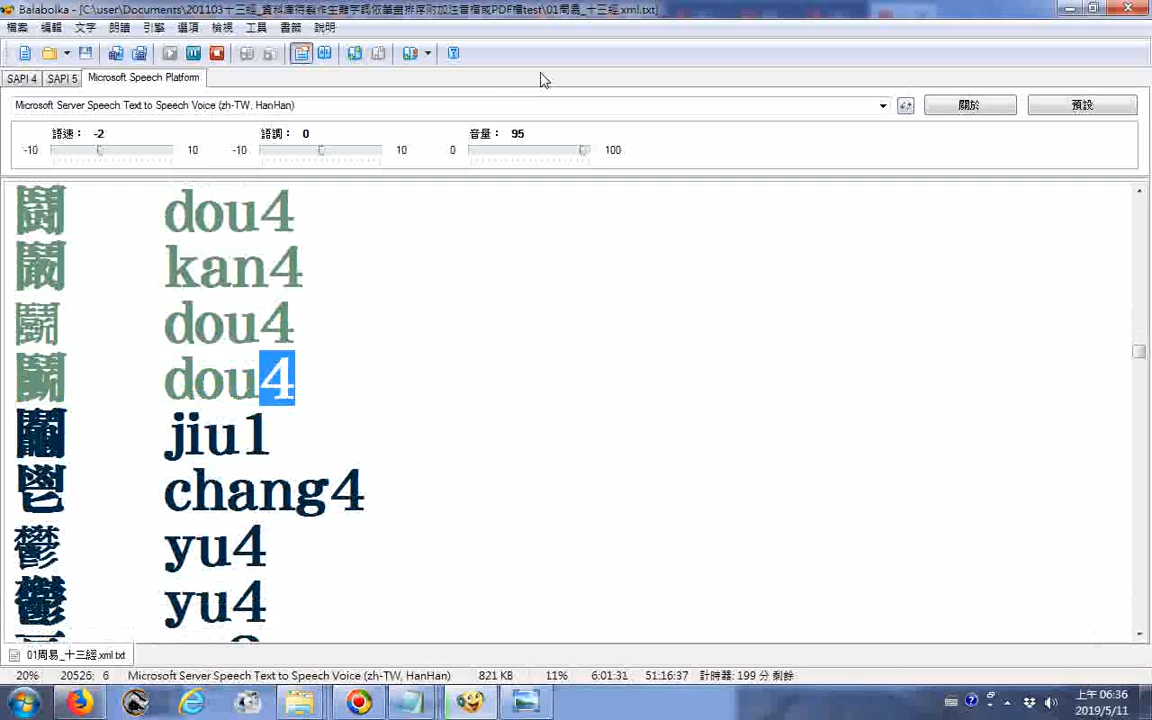 Balabolka - [C:\user\Documents\201103十三經_資料庫得製作生難字詞依筆畫排序附加注音檔或PDF檔test\01周易_十三經.xml.txt]
檔案 編輯 文字 朗讀 引擎 選項 檢視 工具 書籤 說明
SAPI 4 SAPI 5 Microsoft Speech Platform
Microsoft Server Speech Text to Speech Voice (zh-TW, HanHan) 關於 預設
語速： -2 語調： 0 音量： 95
-10 10 -10 10 0 100
dou4
kan4
dou4
鬭 dou4
鬮 jiu1
鬯 chang4
鬱 yu4
yu4
01周易_十三經.xml.txt
20% 20526: 6 Microsoft Server Speech Text to Speech Voice (zh-TW, HanHan) 821 KB 11% 6:01:31 51:16:37 計時器: 199 分 剩餘
上午 06:36
2019/5/11